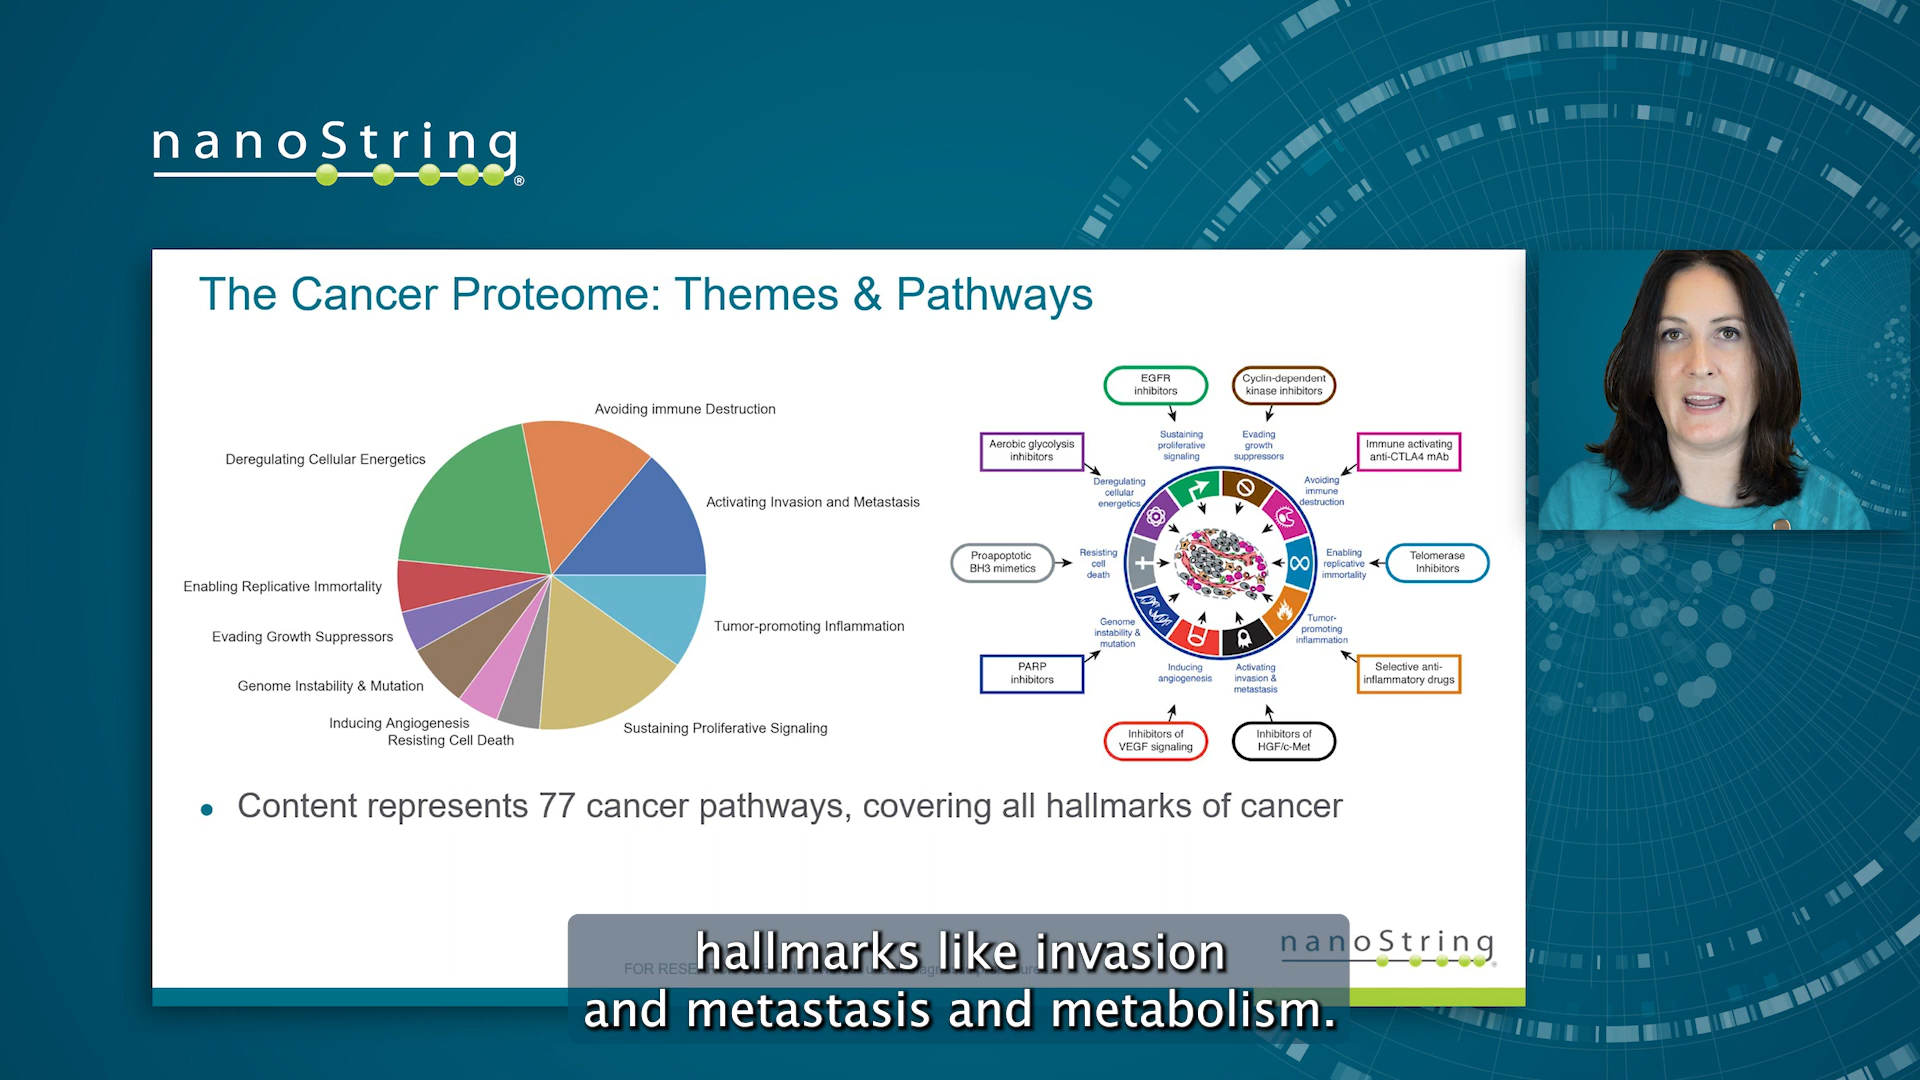 nanoString
®
The Cancer Proteome: Themes & Pathways
Avoiding immune Destruction
Deregulating Cellular Energetics
Activating Invasion and Metastasis
Enabling Replicative Immortality
Tumor-promoting Inflammation
Evading Growth Suppressors
Genome Instability & Mutation
Inducing Angiogenesis
Resisting Cell Death
Sustaining Proliferative Signaling
EGFR
inhibitors
Cyclin-dependent
kinase inhibitors
Aerobic glycolysis
inhibitors
Sustaining
proliferative
signaling
Evading
growth
suppressors
Immune activating
anti-CTLA4 mAb
Deregulating
cellular
energetics
Avoiding
immune
destruction
Proapoptotic
BH3 mimetics
Resisting
cell
death
Enabling
replicative
immortality
Telomerase
Inhibitors
Genome
instability &
mutation
Tumor-
promoting
inflammation
PARP
inhibitors
Inducing
angiogenesis
Activating
invasion &
metastasis
Selective anti-
inflammatory drugs
Inhibitors of
VEGF signaling
Inhibitors of
HGF/c-Met
• Content represents 77 cancer pathways, covering all hallmarks of cancer
nanoString
FOR
hallmarks like invasion
and metastasis and metabolism.